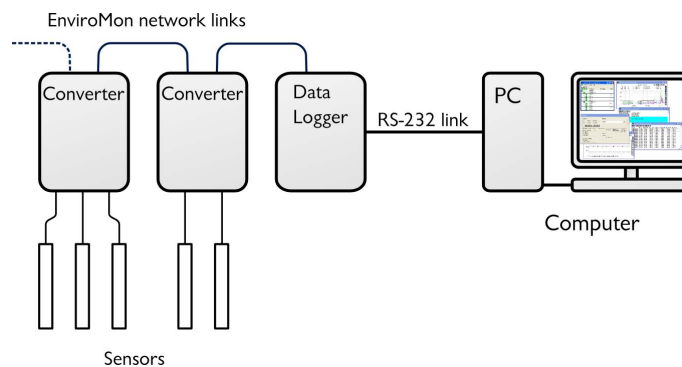 EnviroMon network links
Converter
Converter
Data
Logger
RS-232 link
PC
Computer
Sensors